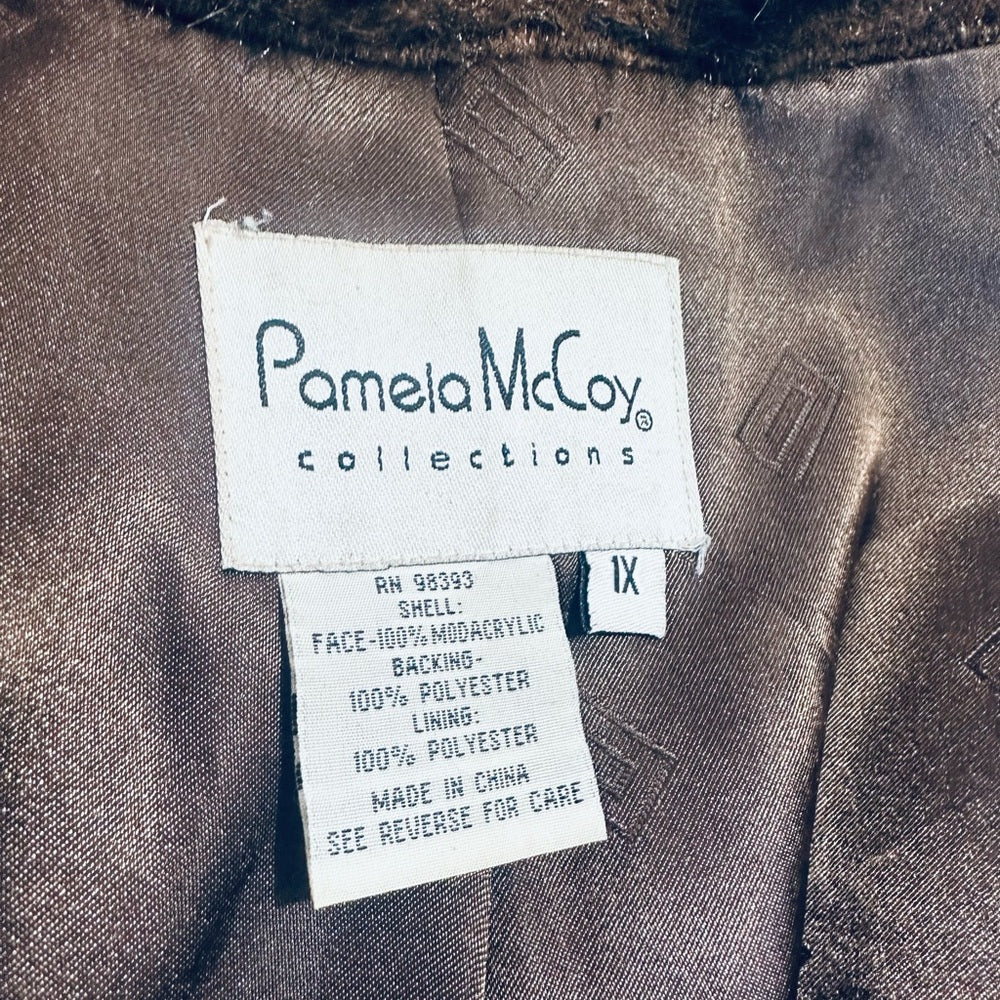 Pamela McCoy®
collections
1X
RN 98393
SHELL:
FACE-100% MODACRYLIC
BACKING-
100% POLYESTER
LINING:
100% POLYESTER
MADE IN CHINA
SEE REVERSE FOR CARE